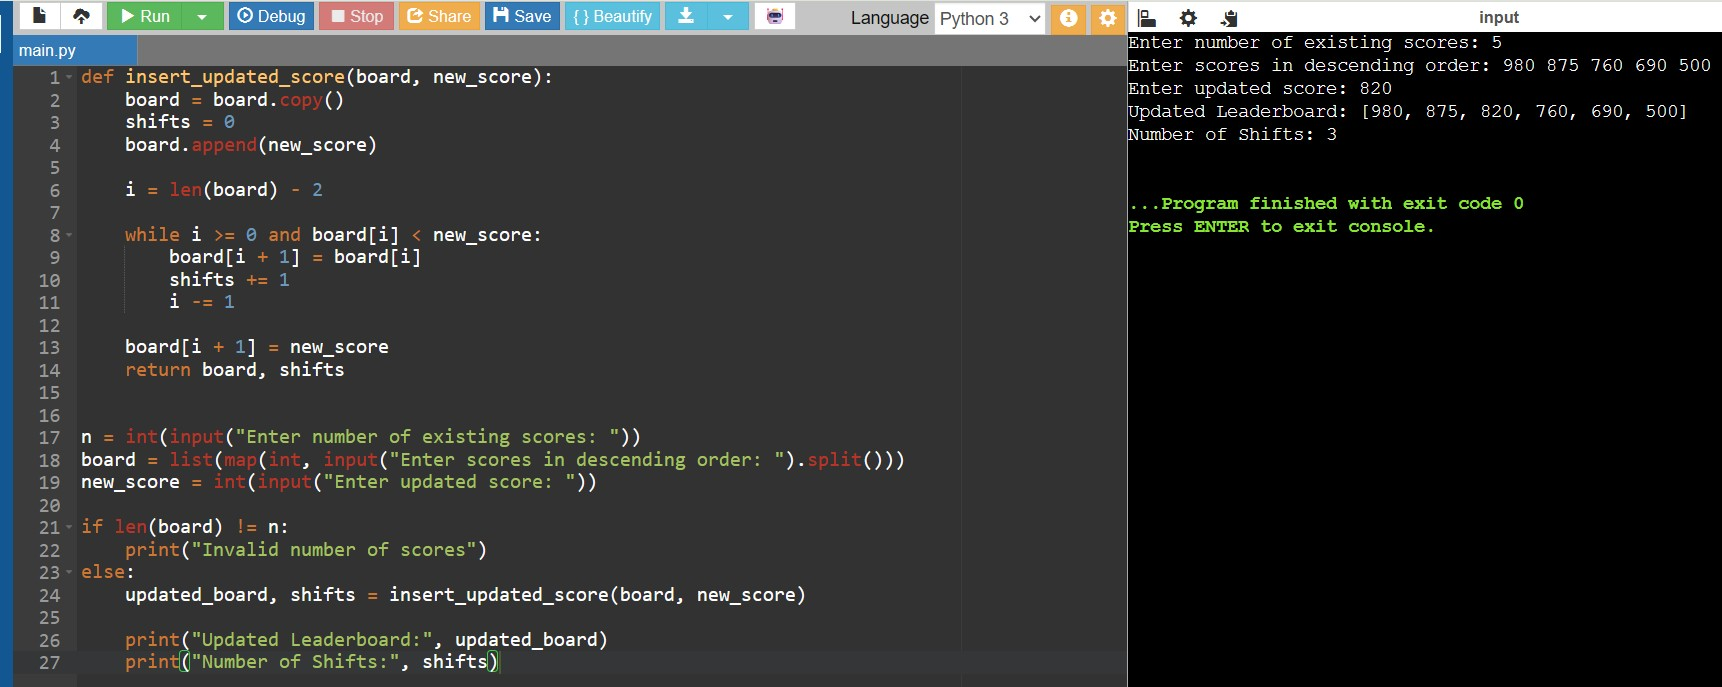 Run Debug Stop Share Save { } Beautify Language Python 3 input
main.py
1 def insert_updated_score(board, new_score):
2     board = board.copy()
3     shifts = 0
4     board.append(new_score)
5
6     i = len(board) - 2
7
8     while i >= 0 and board[i] < new_score:
9         board[i + 1] = board[i]
10         shifts += 1
11         i -= 1
12
13     board[i + 1] = new_score
14     return board, shifts
15
16
17 n = int(input("Enter number of existing scores: "))
18 board = list(map(int, input("Enter scores in descending order: ").split()))
19 new_score = int(input("Enter updated score: "))
20
21 if len(board) != n:
22     print("Invalid number of scores")
23 else:
24     updated_board, shifts = insert_updated_score(board, new_score)
25
26     print("Updated Leaderboard:", updated_board)
27     print("Number of Shifts:", shifts)
Enter number of existing scores: 5
Enter scores in descending order: 980 875 760 690 500
Enter updated score: 820
Updated Leaderboard: [980, 875, 820, 760, 690, 500]
Number of Shifts: 3
...Program finished with exit code 0
Press ENTER to exit console.